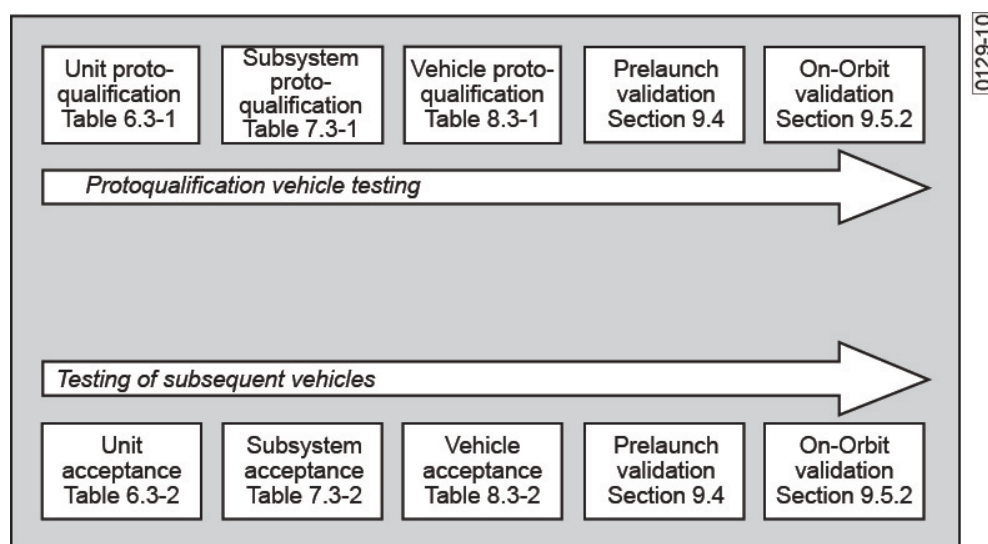 Unit proto-
qualification
Table 6.3-1
Subsystem
proto-
qualification
Table 7.3-1
Vehicle proto-
qualification
Table 8.3-1
Prelaunch
validation
Section 9.4
On-Orbit
validation
Section 9.5.2
0129-10
Protoqualification vehicle testing
Testing of subsequent vehicles
Unit
acceptance
Table 6.3-2
Subsystem
acceptance
Table 7.3-2
Vehicle
acceptance
Table 8.3-2
Prelaunch
validation
Section 9.4
On-Orbit
validation
Section 9.5.2